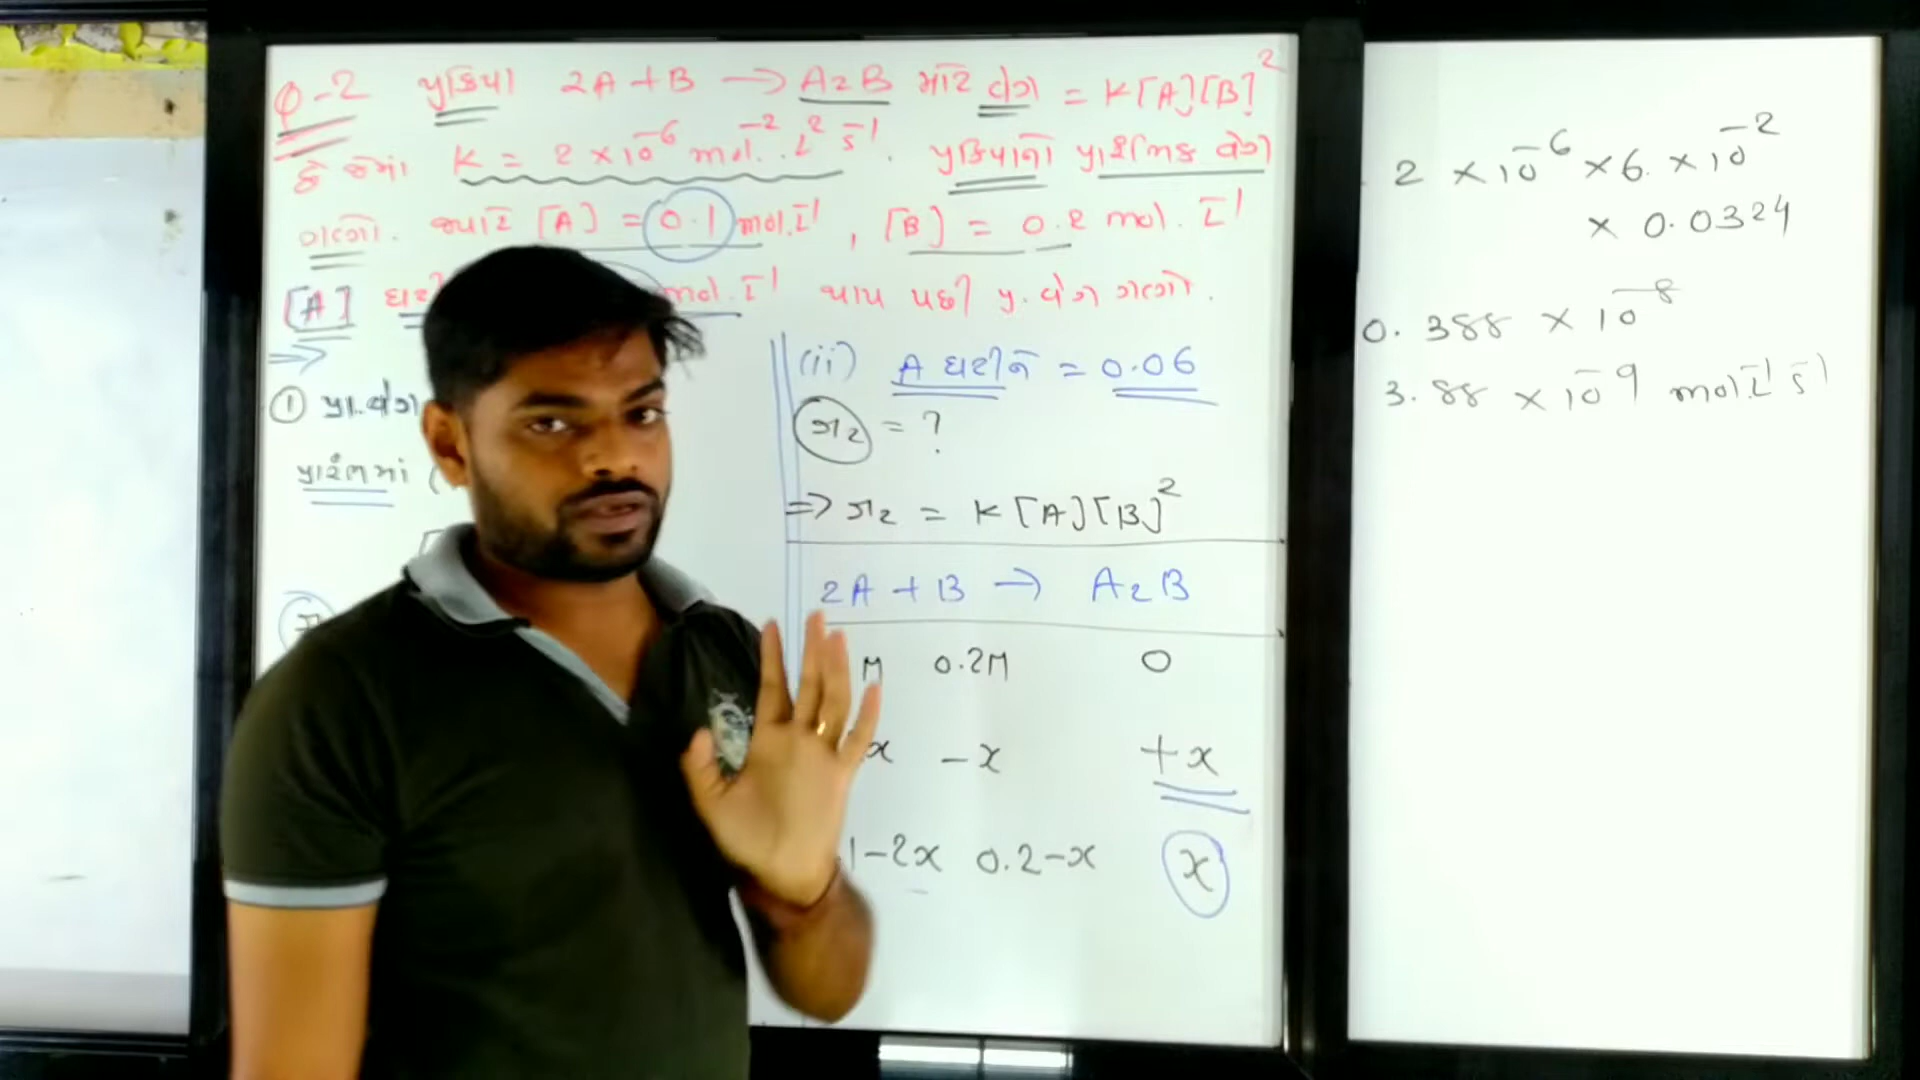 Q-2 પ્રક્રિયા 2A + B → A₂B માટે વેગ = K[A][B]²
છે જેમાં K = 2 × 10⁻⁶ mol⁻². L² s⁻¹. પ્રક્રિયાનો પ્રારંભિક વેગ
ગણો. જ્યારે [A] = 0.1 mol.L⁻¹, [B] = 0.2 mol. L⁻¹
[A] mol. L⁻¹ થાય પછી પ્ર. વેગ ગણો.
⇒
① પ્રા. વેગ
પ્રારંભમાં (
(ii) A ઘટીને = 0.06
r₂ = ?
⇒ r₂ = K[A][B]²
2A + B → A₂B
M 0.2M 0
x -x +x
1-2x 0.2-x x
2 × 10⁻⁶ × 6. × 10⁻²
× 0.0324
0.388 × 10⁻⁸
3.88 × 10⁻⁹ mol.L⁻¹ s⁻¹